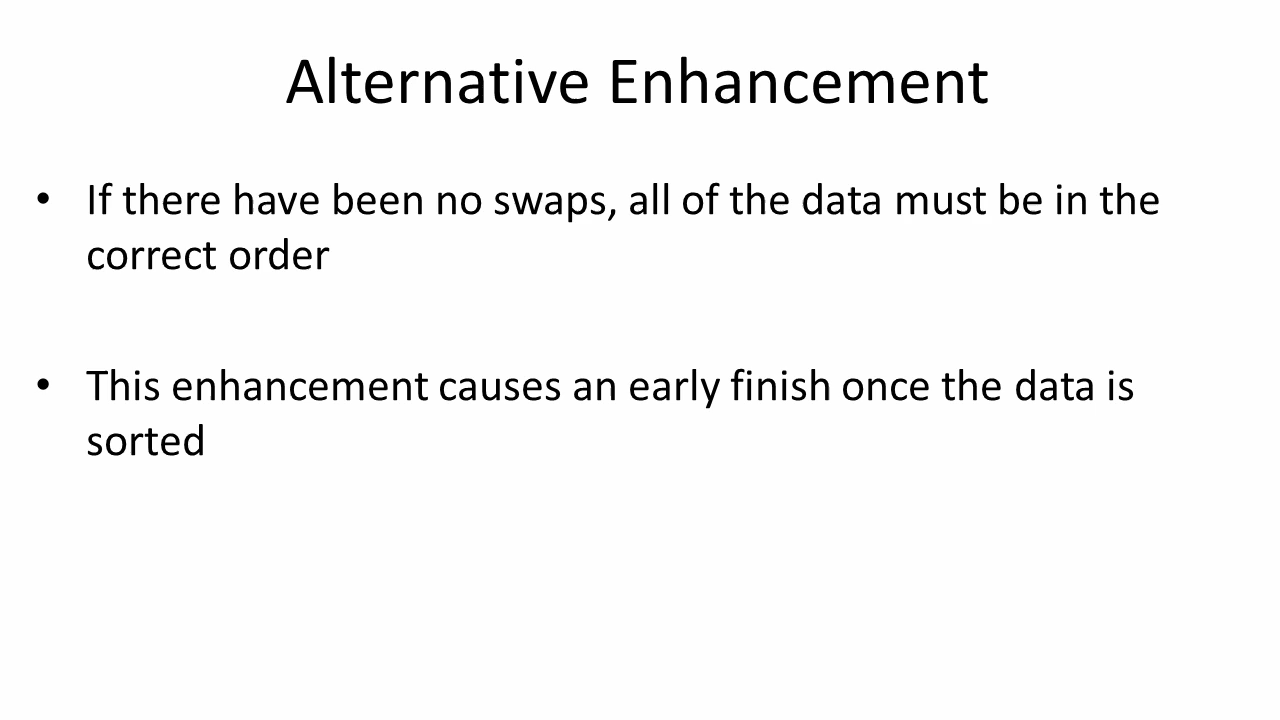 Alternative Enhancement
• If there have been no swaps, all of the data must be in the
correct order
• This enhancement causes an early finish once the data is
sorted